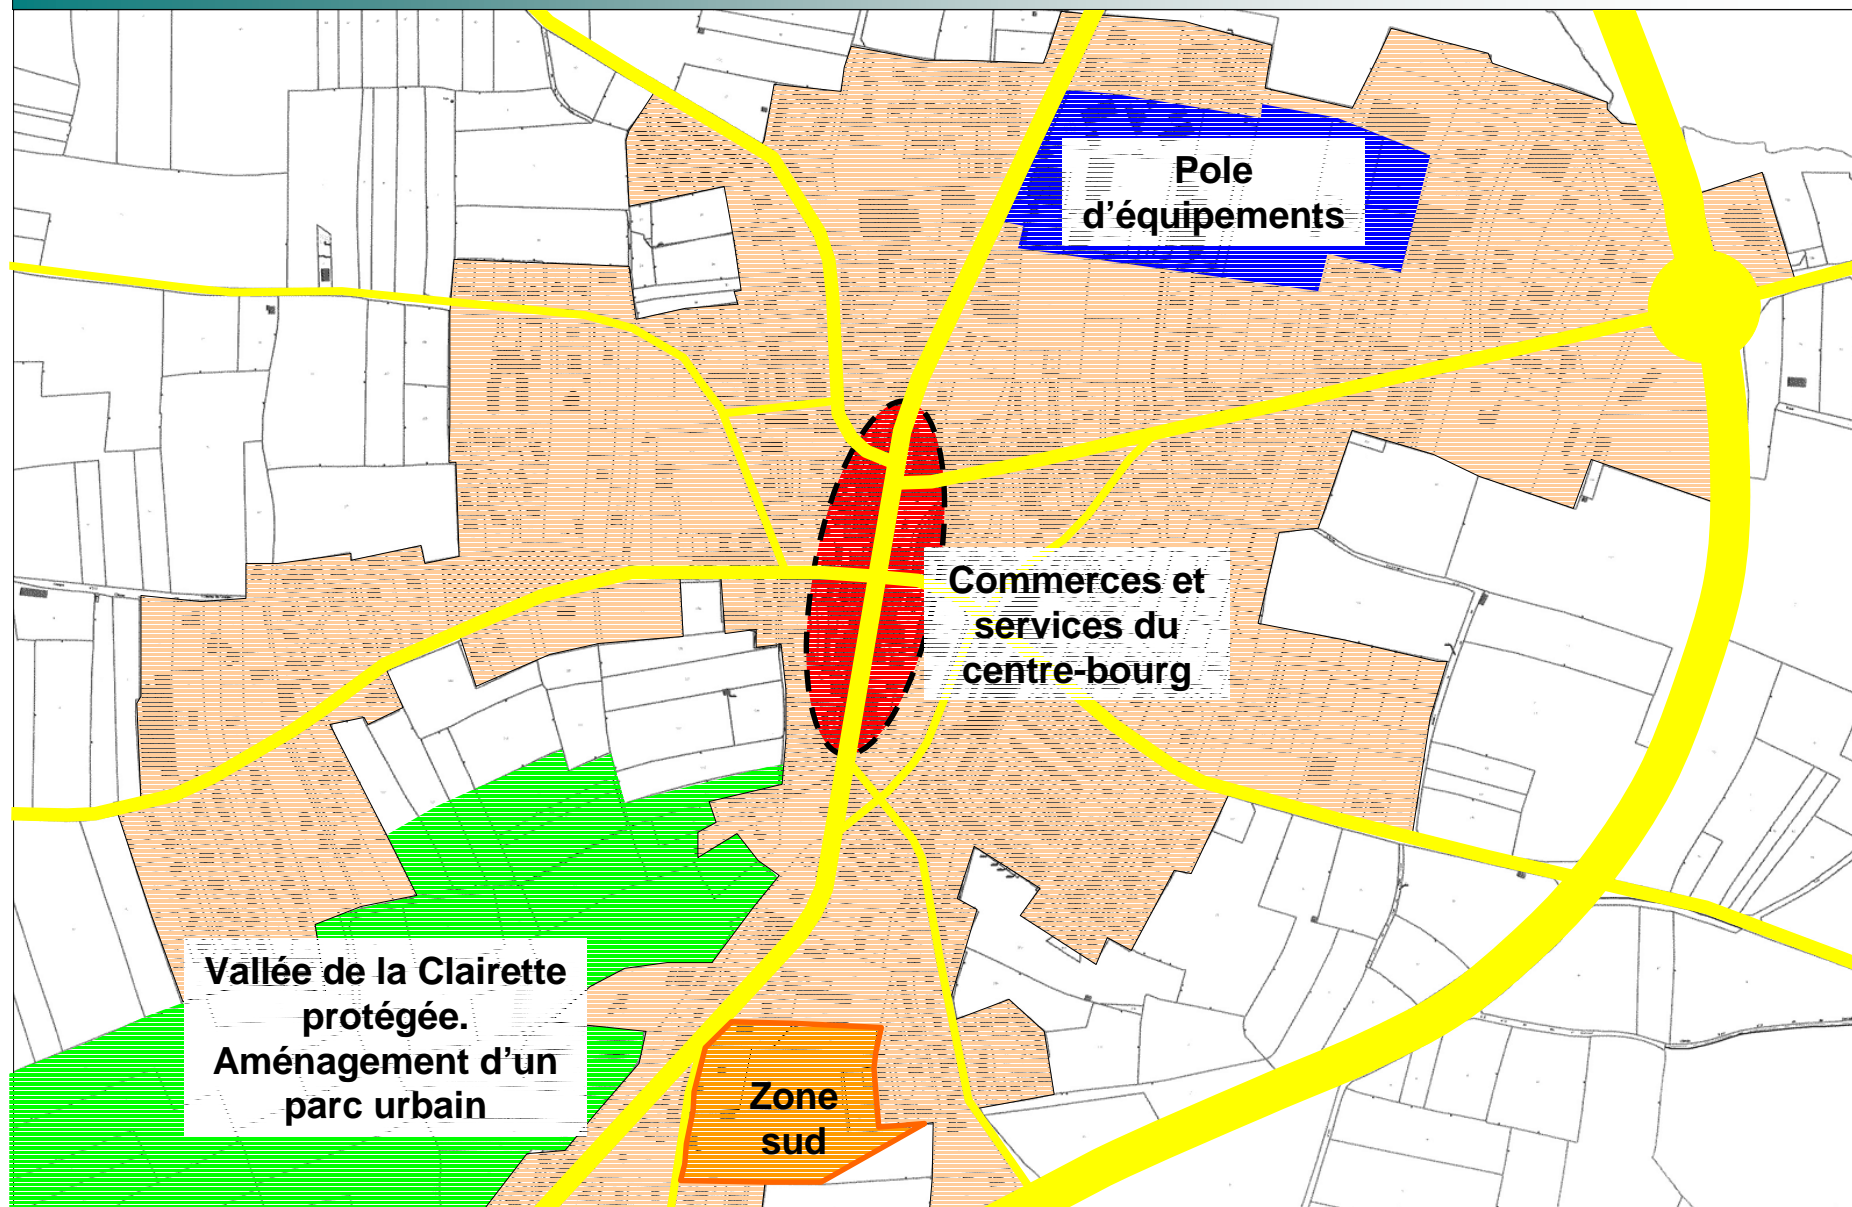 Pole
d’équipements
Commerces et
services du
centre-bourg
Vallée de la Clairette
protégée.
Aménagement d’un
parc urbain
Zone
sud